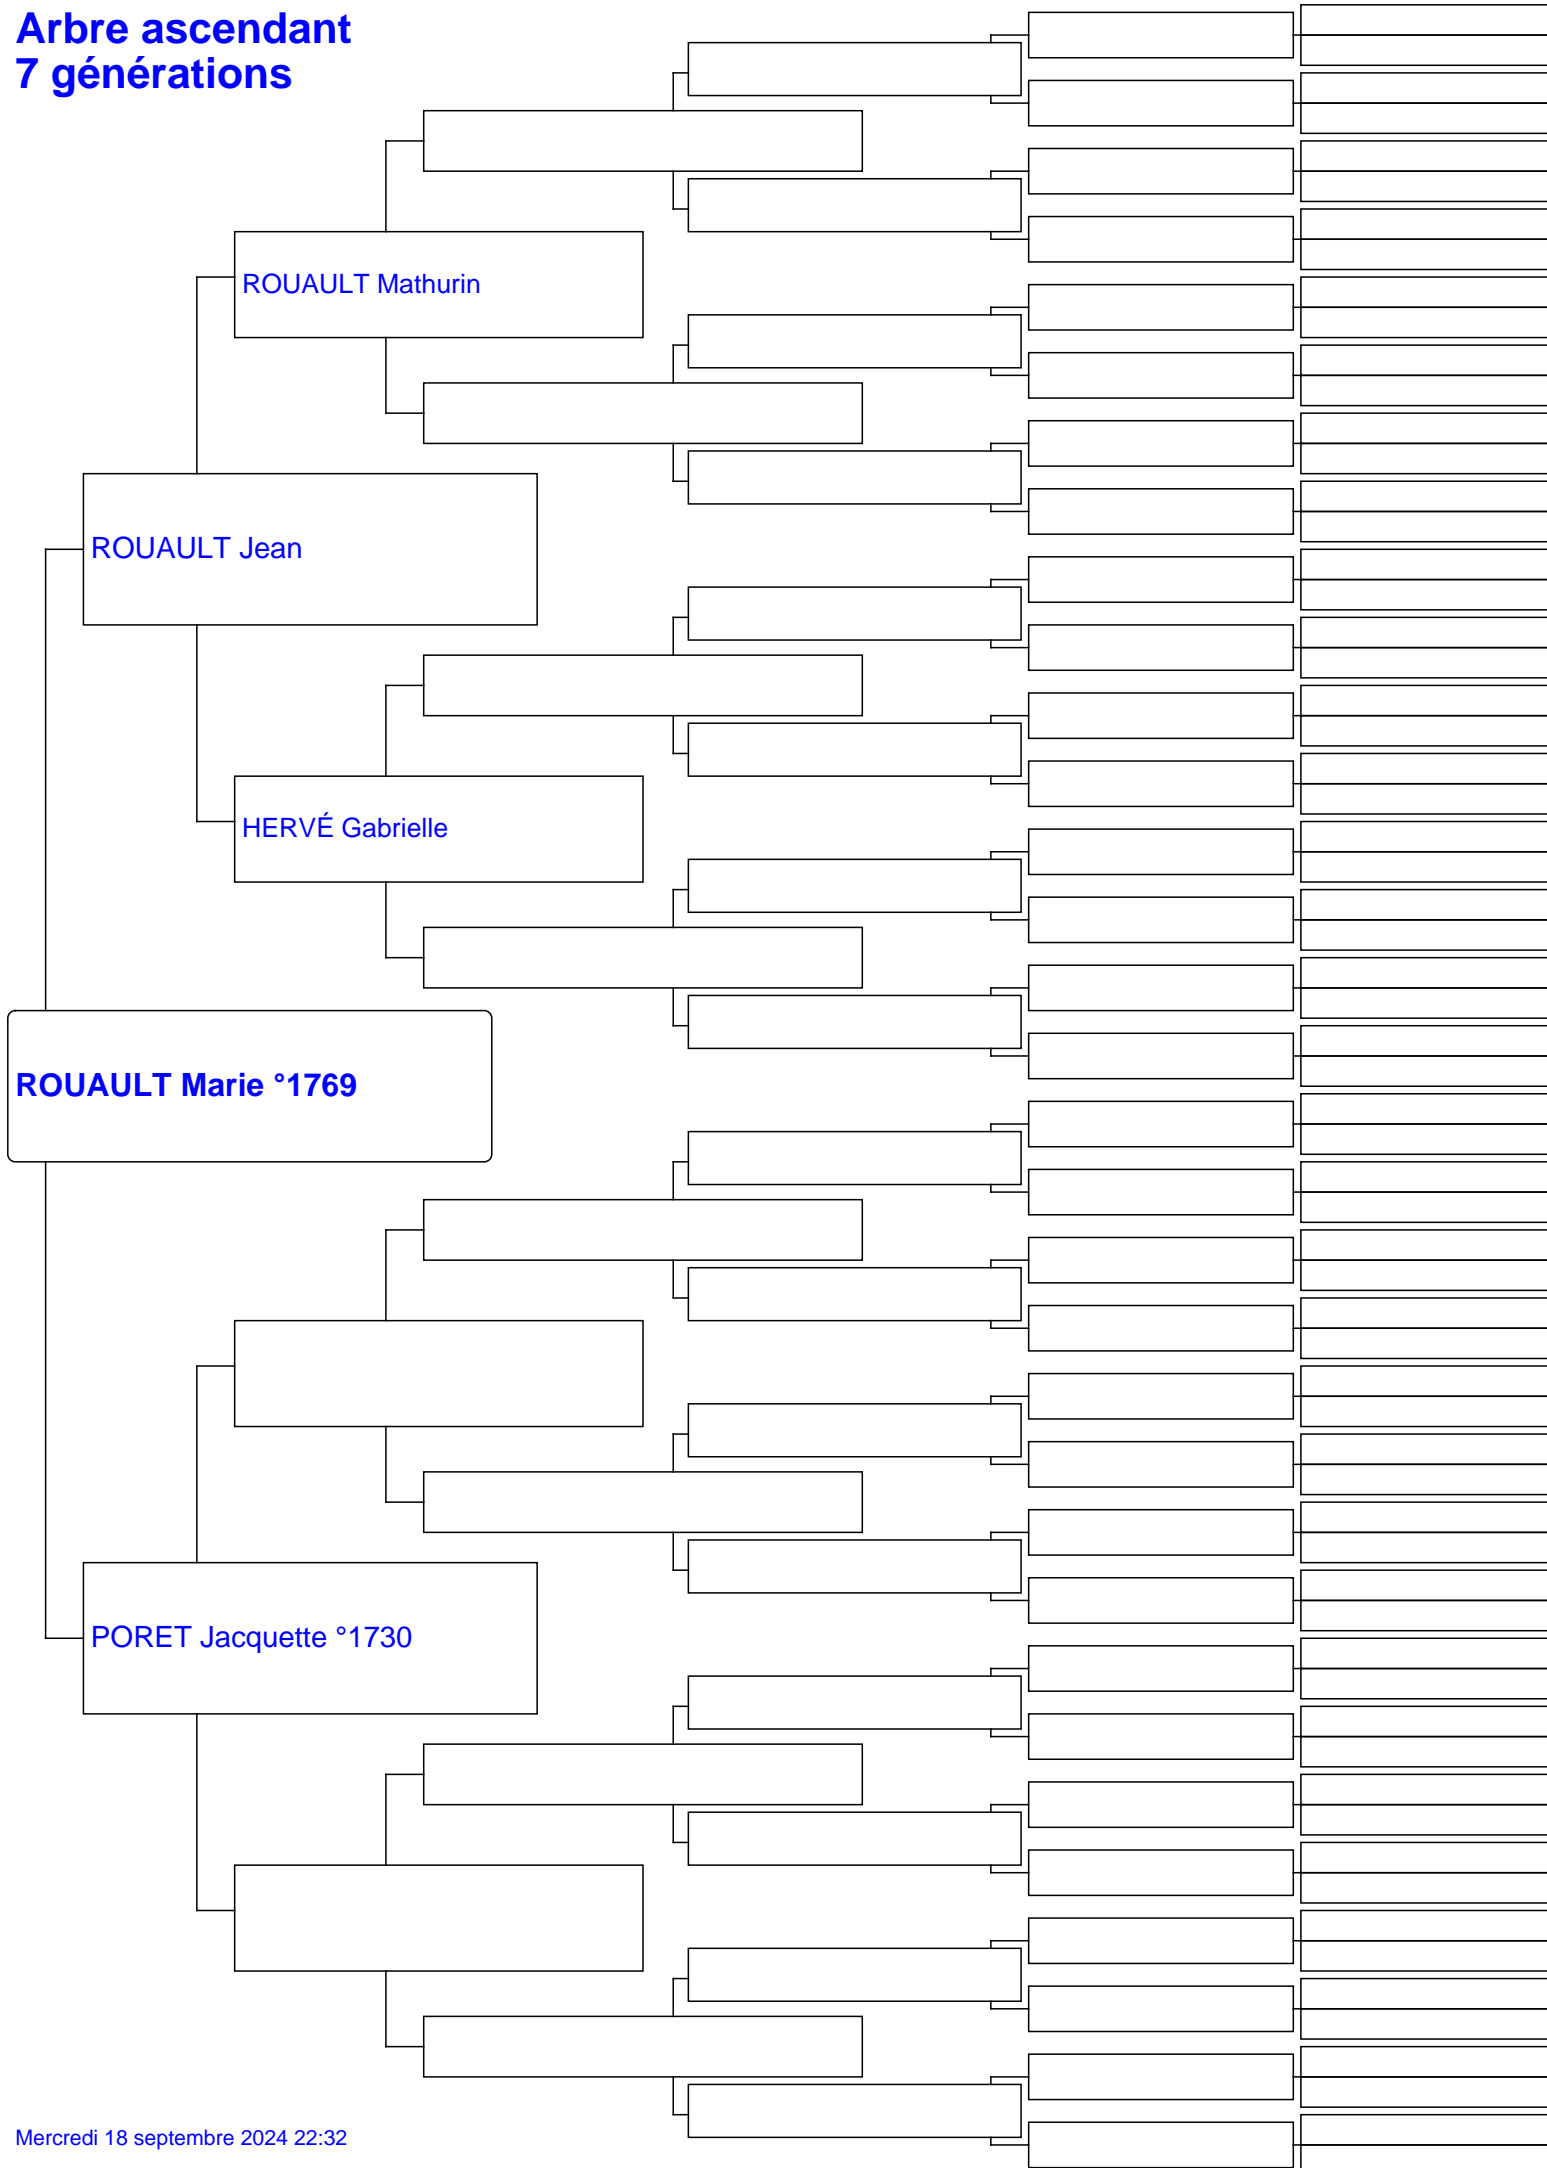 Arbre ascendant
7 générations
ROUAULT Mathurin
ROUAULT Jean
HERVÉ Gabrielle
ROUAULT Marie °1769
PORET Jacquette °1730
Mercredi 18 septembre 2024 22:32